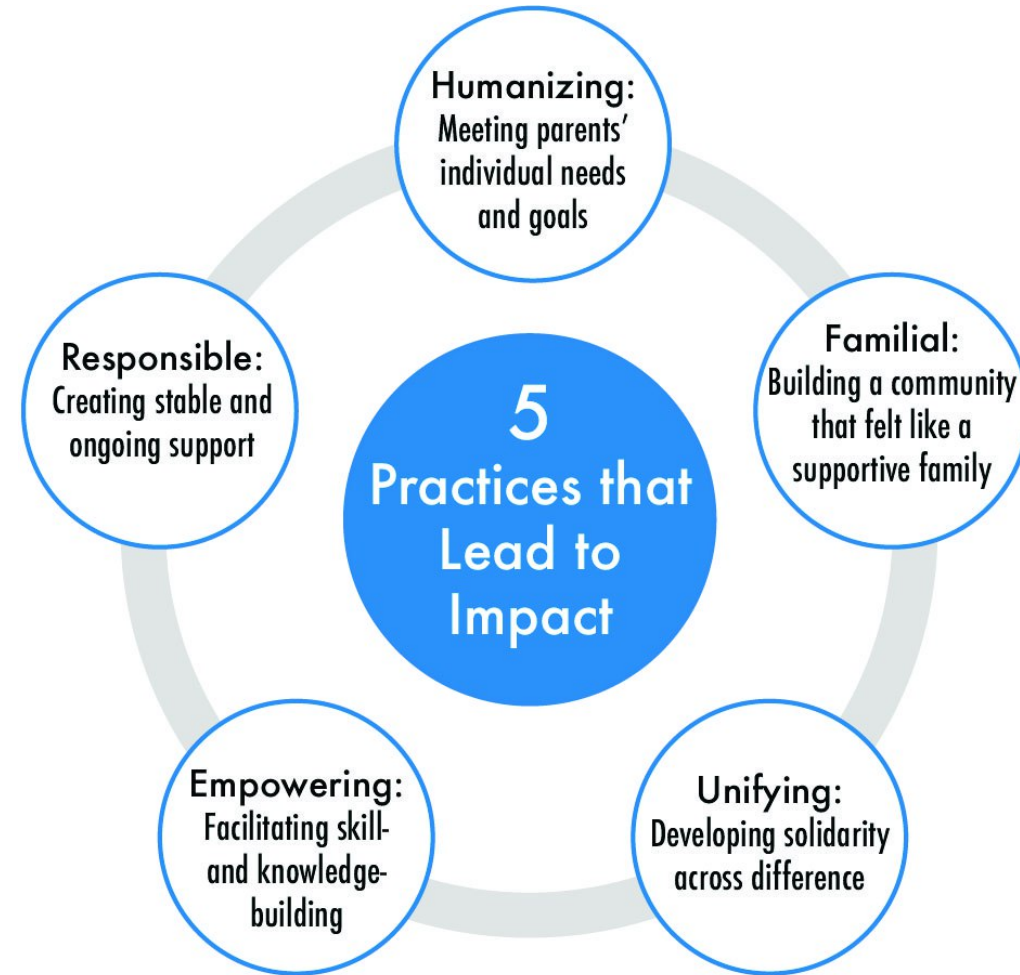 Humanizing:
Meeting parents’
individual needs
and goals
Familial:
Building a community
that felt like a
supportive family
Unifying:
Developing solidarity
across difference
Empowering:
Facilitating skill-
and knowledge-
building
Responsible:
Creating stable and
ongoing support
5
Practices that
Lead to
Impact